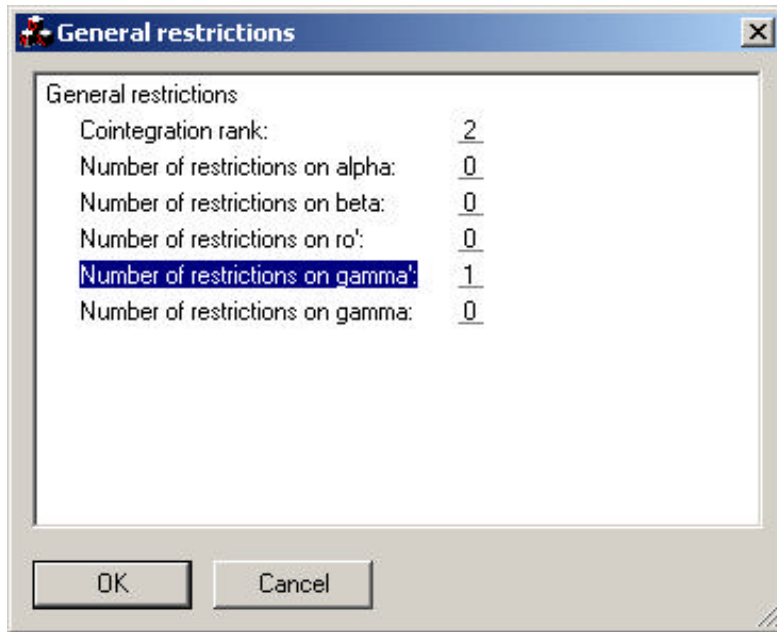 General restrictions
General restrictions
Cointegration rank: 2
Number of restrictions on alpha: 0
Number of restrictions on beta: 0
Number of restrictions on ro': 0
Number of restrictions on gamma': 1
Number of restrictions on gamma: 0
OK Cancel